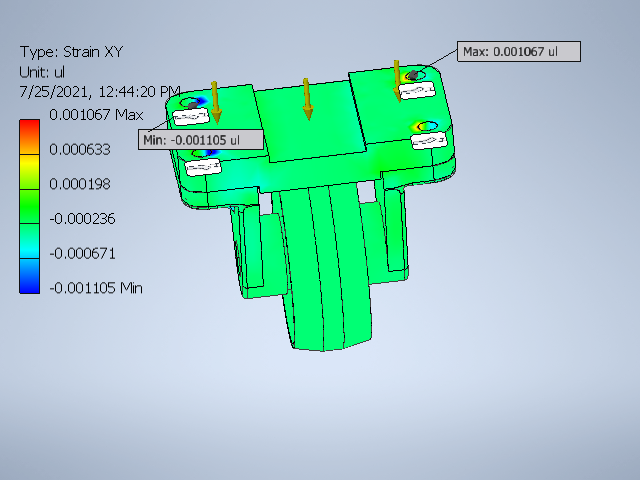 Type: Strain XY
Unit: ul
7/25/2021, 12:44:20 PM
0.001067 Max
0.000633
0.000198
-0.000236
-0.000671
-0.001105 Min
Max: 0.001067 ul
Min: -0.001105 ul